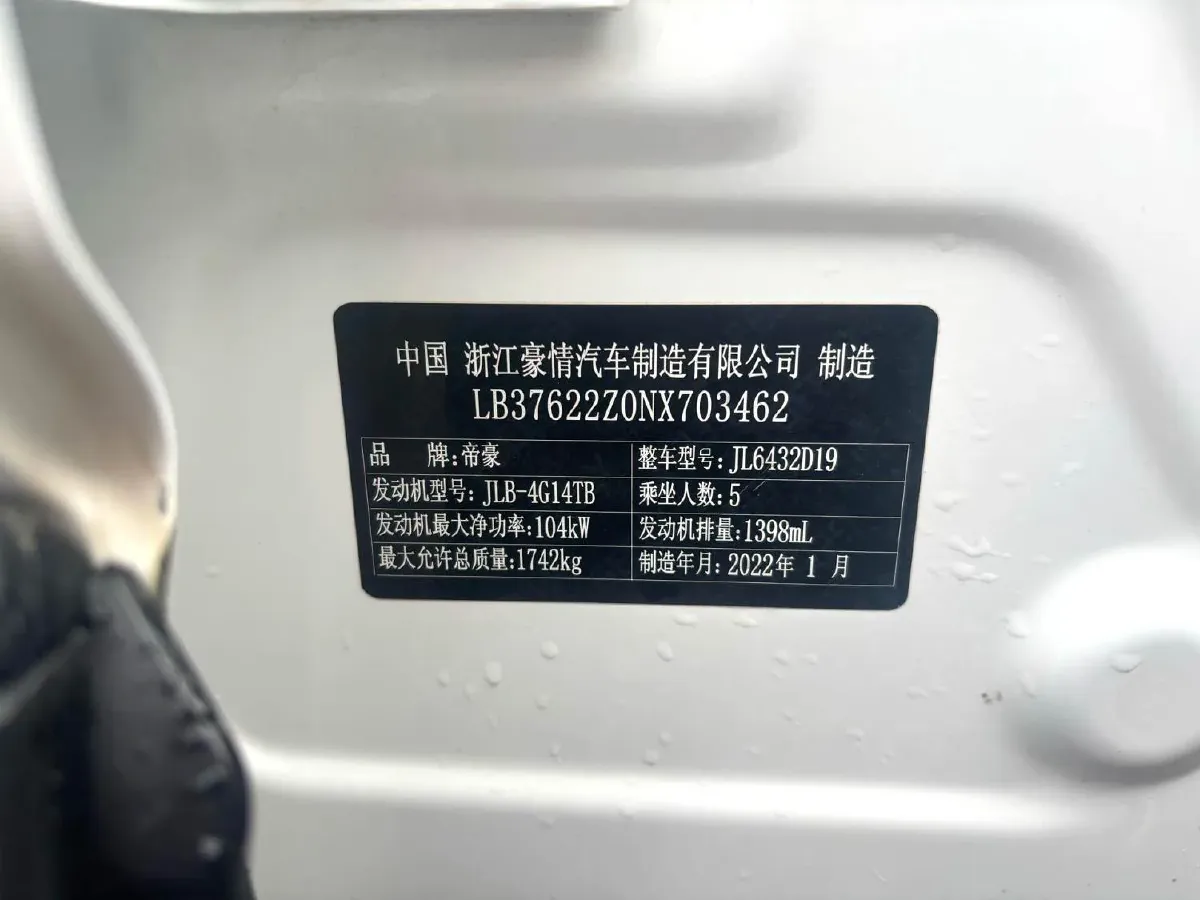 中国 浙江豪情汽车制造有限公司 制造
LB37622Z0NX703462
品 牌:帝豪 整车型号:JL6432D19
发动机型号:JLB-4G14TB 乘坐人数:5
发动机最大净功率:104kW 发动机排量:1398mL
最大允许总质量:1742kg 制造年月:2022年 1 月